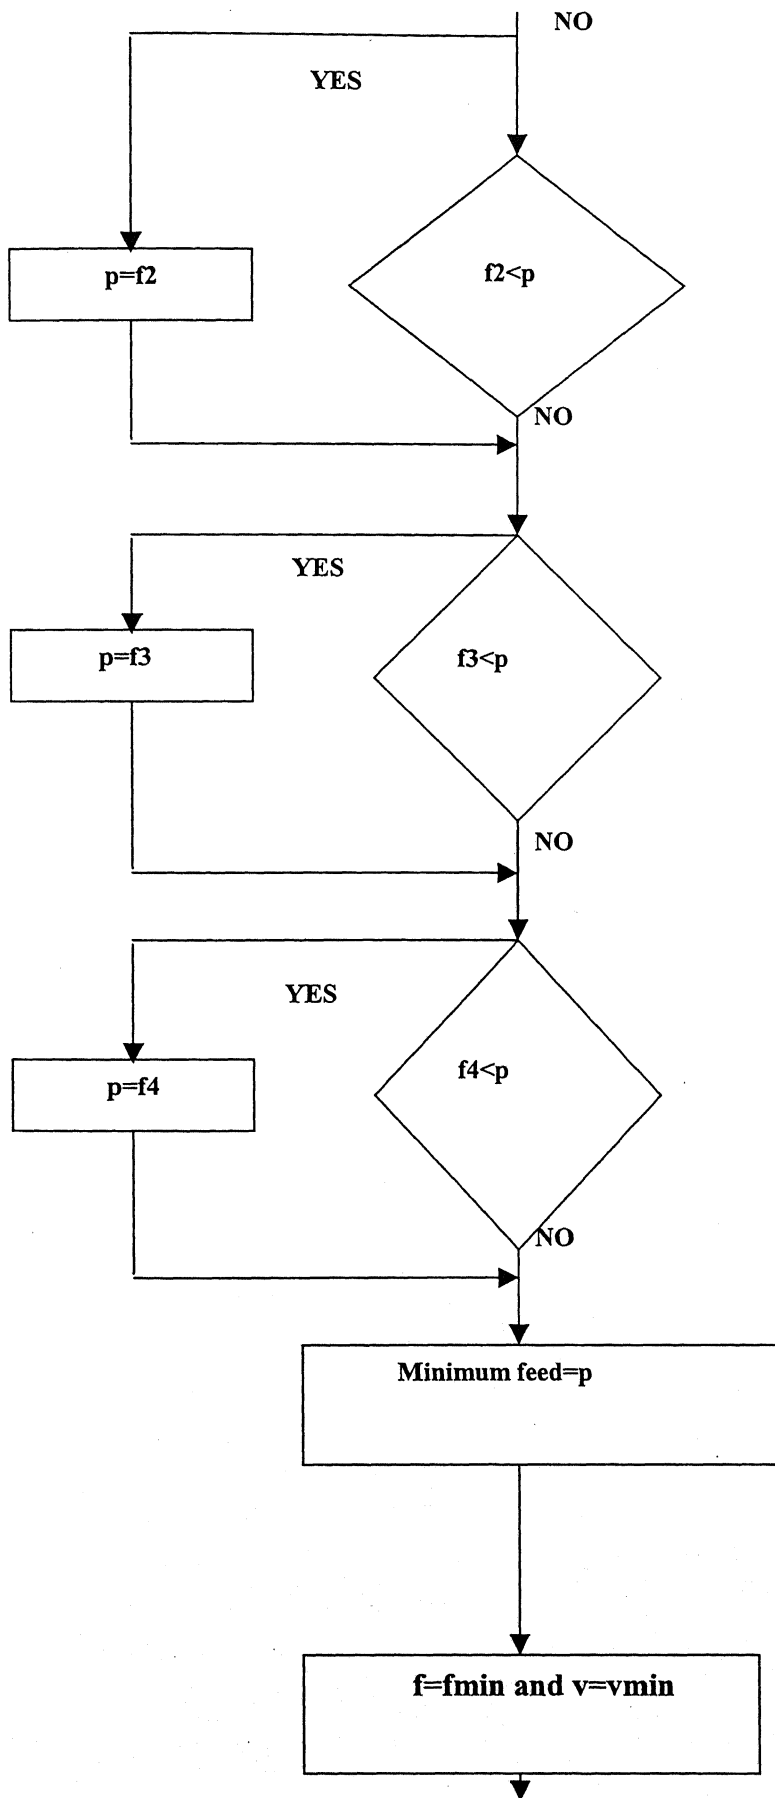 NO
YES
p=f2
f2<p
NO
YES
p=f3
f3<p
NO
YES
p=f4
f4<p
NO
Minimum feed=p
f=fmin and v=vmin